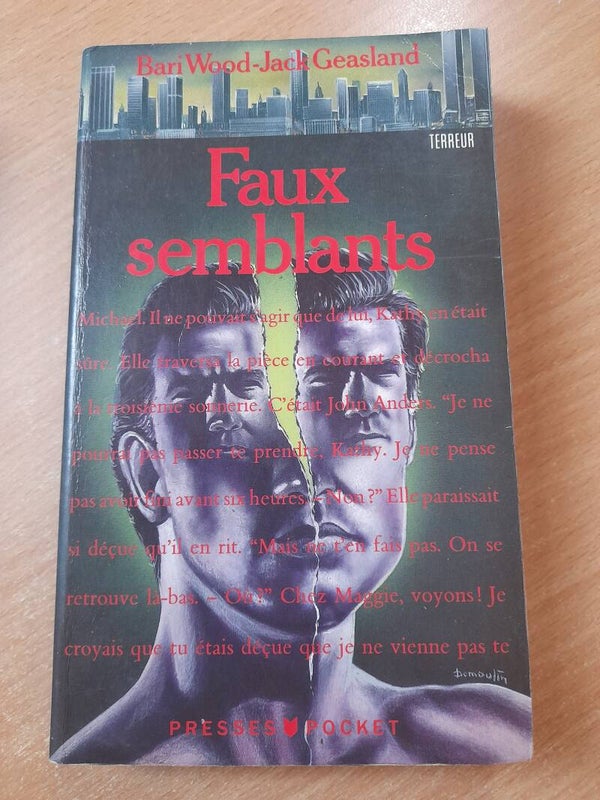 Bari Wood-Jack Geasland
TERREUR
Faux
semblants
Michael. Il ne pouvait s'agir que de lui, Kathy en était
sûre. Elle traversa la pièce en courant et décrocha
à la troisième sonnerie. C'était John Anders. "Je ne
pourrai pas passer te prendre, Kathy. Je ne pense
pas avoir fini avant six heures. – Non ?" Elle paraissait
si déçue qu'il en rit. "Mais ne t'en fais pas. On se
retrouve là-bas. – Où ?" Chez Maggie, voyons ! Je
croyais que tu étais déçue que je ne vienne pas te
Dumoulin
PRESSES POCKET